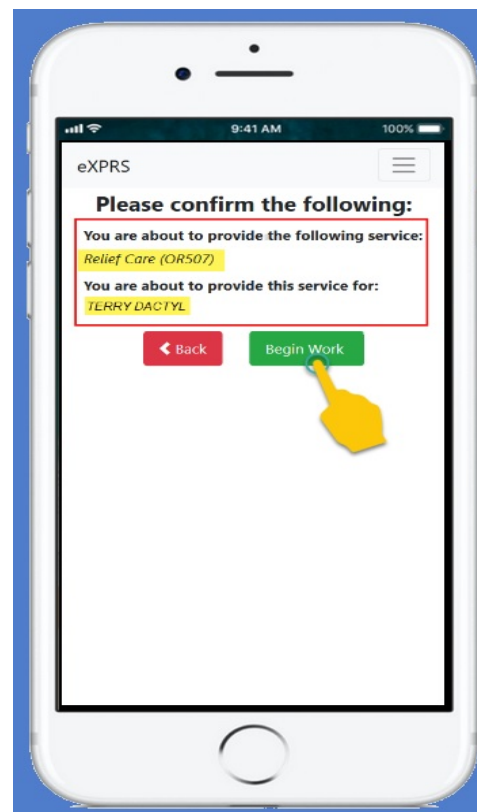 9:41 AM 100%
eXPRS
Please confirm the following:
You are about to provide the following service:
Relief Care (OR507)
You are about to provide this service for:
TERRY DACTYL
Back Begin Work